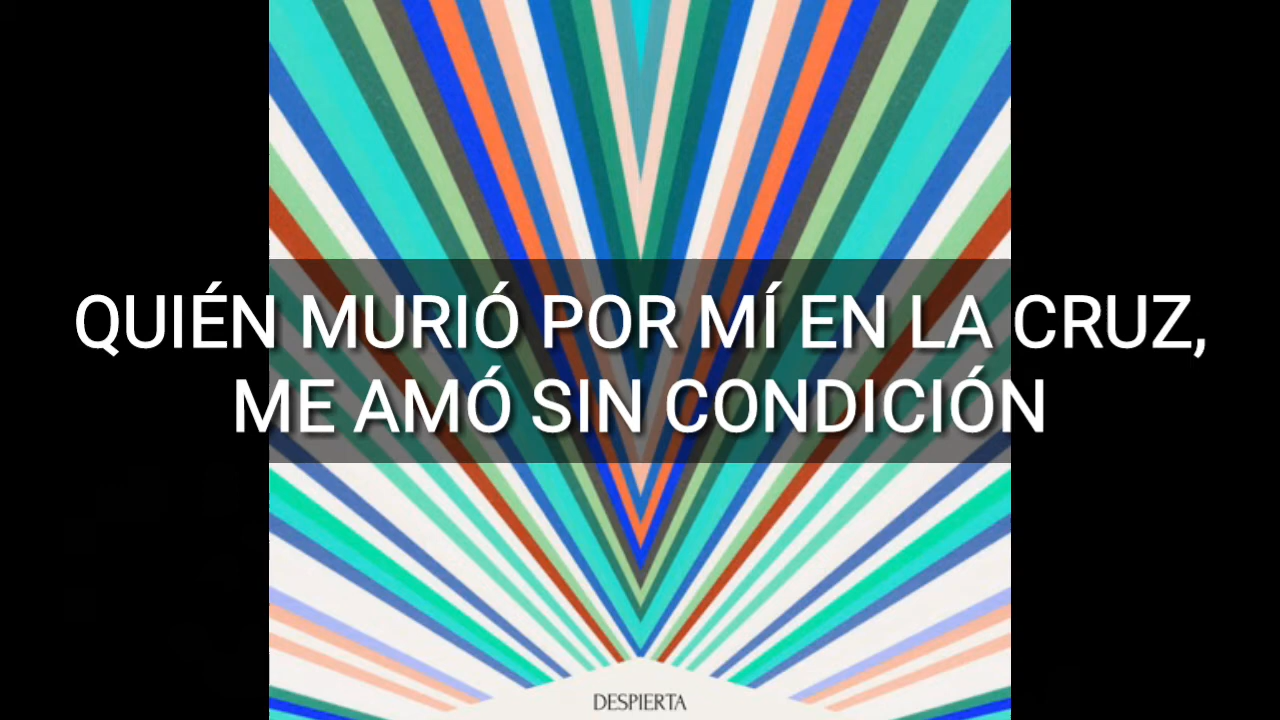 QUIÉN MURIÓ POR MÍ EN LA CRUZ,
ME AMÓ SIN CONDICIÓN
DESPIERTA